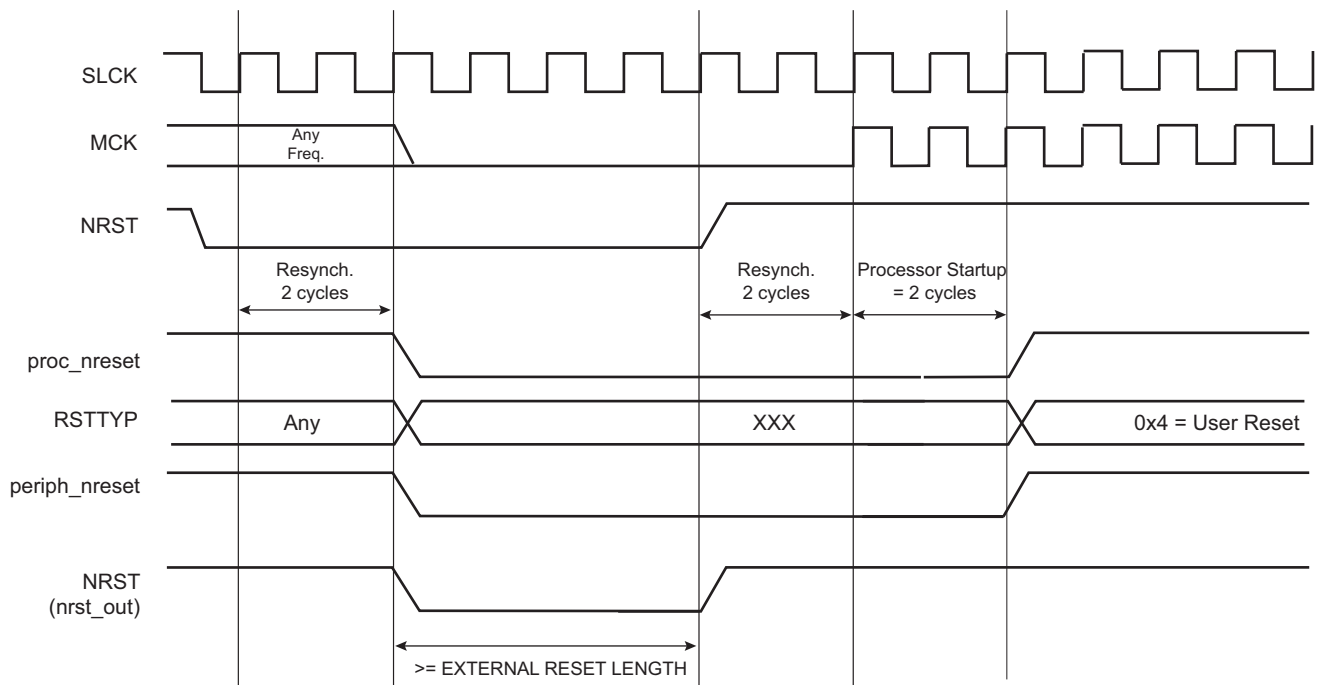 SLCK
MCK
Any
Freq.
NRST
Resynch.
2 cycles
Resynch.
2 cycles
Processor Startup
= 2 cycles
proc_nreset
RSTTYP
Any
XXX
0x4 = User Reset
periph_nreset
NRST
(nrst_out)
>= EXTERNAL RESET LENGTH